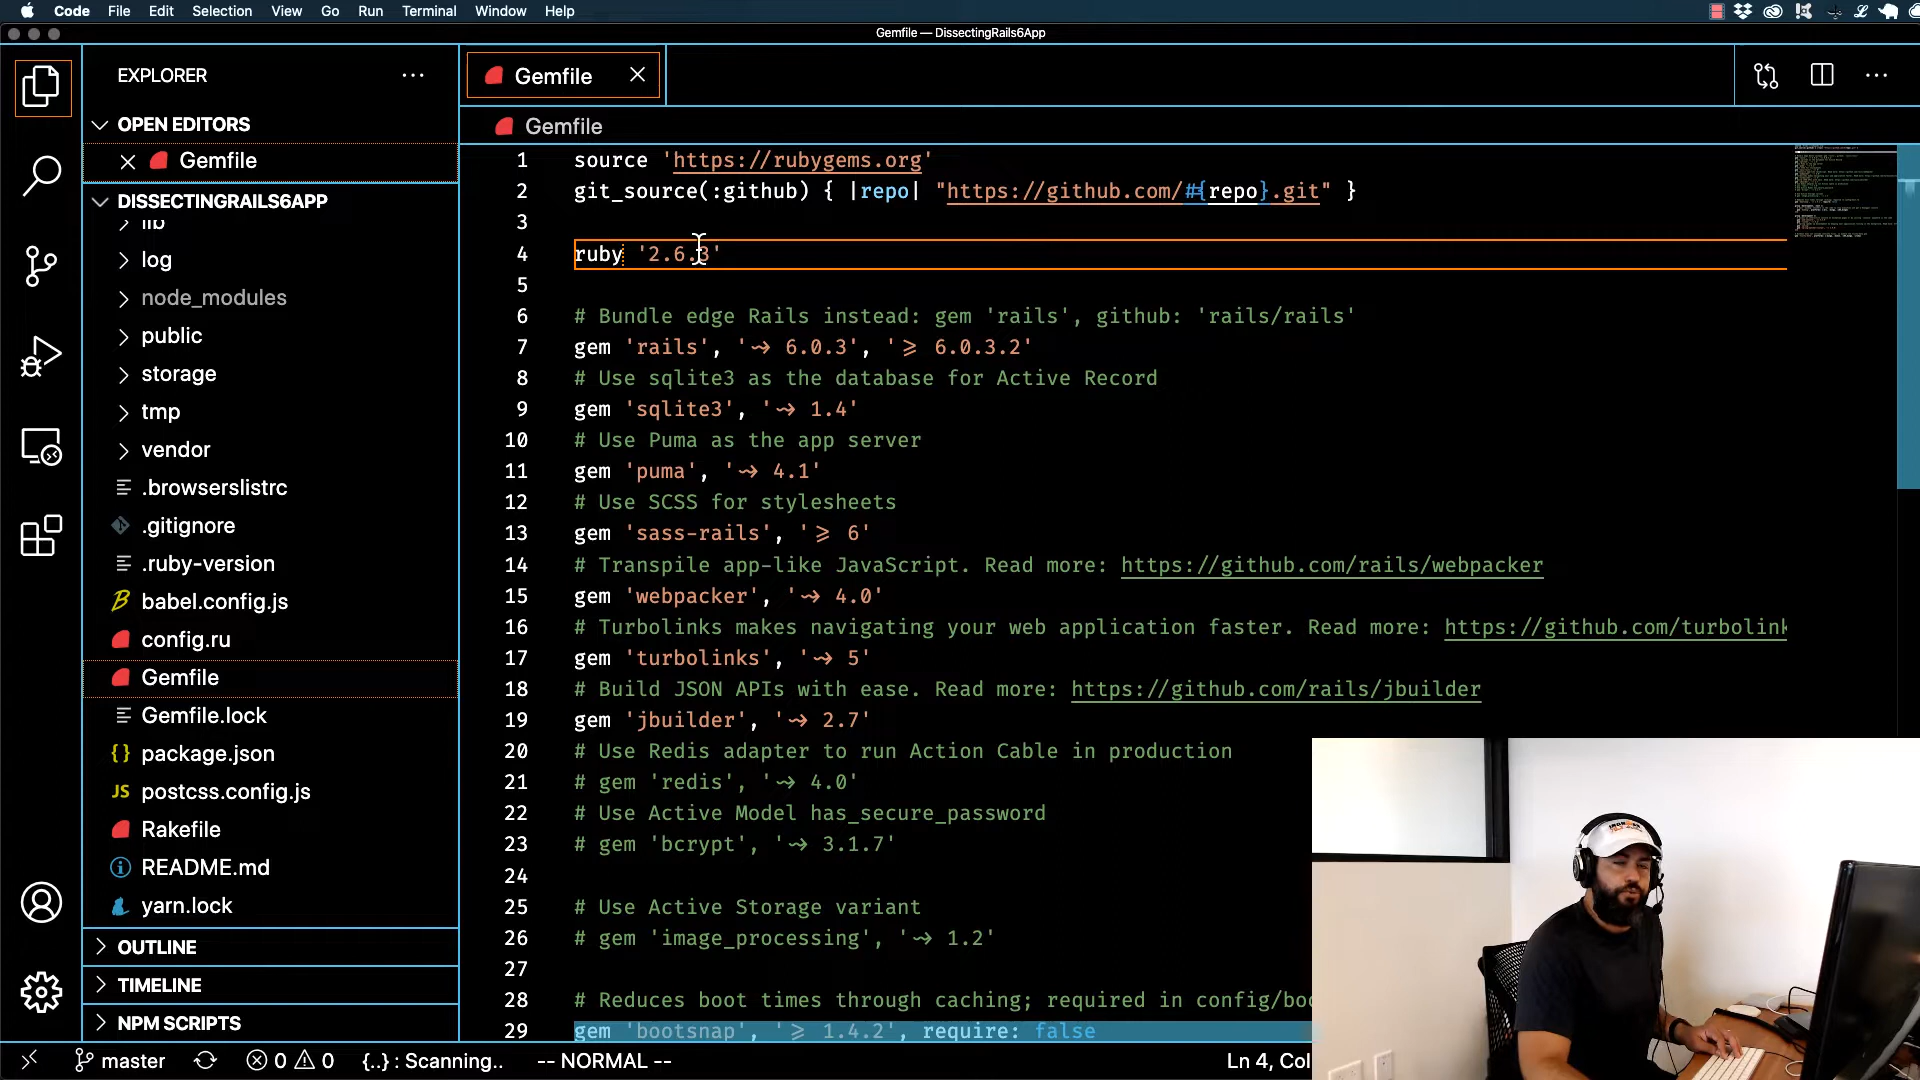 Code File Edit Selection View Go Run Terminal Window Help
Gemfile — DissectingRails6App
EXPLORER
OPEN EDITORS
Gemfile
DISSECTINGRAILS6APP
lib
log
node_modules
public
storage
tmp
vendor
.browserslistrc
.gitignore
.ruby-version
babel.config.js
config.ru
Gemfile
Gemfile.lock
package.json
JS postcss.config.js
Rakefile
README.md
yarn.lock
OUTLINE
TIMELINE
NPM SCRIPTS
Gemfile
Gemfile
1 source 'https://rubygems.org'
2 git_source(:github) { |repo| "https://github.com/#{repo}.git" }
3
4 ruby '2.6.3'
5
6 # Bundle edge Rails instead: gem 'rails', github: 'rails/rails'
7 gem 'rails', '~> 6.0.3', '>= 6.0.3.2'
8 # Use sqlite3 as the database for Active Record
9 gem 'sqlite3', '~> 1.4'
10 # Use Puma as the app server
11 gem 'puma', '~> 4.1'
12 # Use SCSS for stylesheets
13 gem 'sass-rails', '>= 6'
14 # Transpile app-like JavaScript. Read more: https://github.com/rails/webpacker
15 gem 'webpacker', '~> 4.0'
16 # Turbolinks makes navigating your web application faster. Read more: https://github.com/turbolink
17 gem 'turbolinks', '~> 5'
18 # Build JSON APIs with ease. Read more: https://github.com/rails/jbuilder
19 gem 'jbuilder', '~> 2.7'
20 # Use Redis adapter to run Action Cable in production
21 # gem 'redis', '~> 4.0'
22 # Use Active Model has_secure_password
23 # gem 'bcrypt', '~> 3.1.7'
24
25 # Use Active Storage variant
26 # gem 'image_processing', '~> 1.2'
27
28 # Reduces boot times through caching; required in config/boo
29 gem 'bootsnap', '>= 1.4.2', require: false
master 0 0 {..} : Scanning.. -- NORMAL -- Ln 4, Col